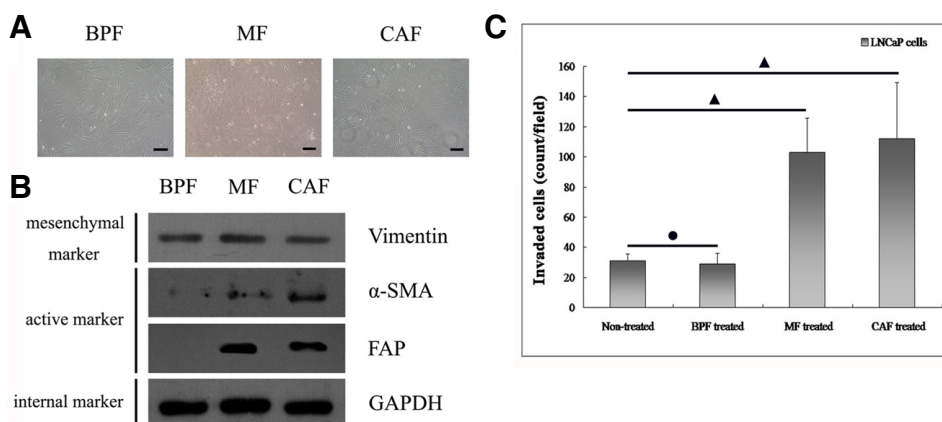 A
BPF MF CAF
B
BPF MF CAF
mesenchymal
marker
Vimentin
active marker
α-SMA
FAP
internal marker
GAPDH
C
LNCaP cells
Invaded cells (count/field)
160
140
120
100
80
60
40
20
0
Non-treated BPF treated MF treated CAF treated